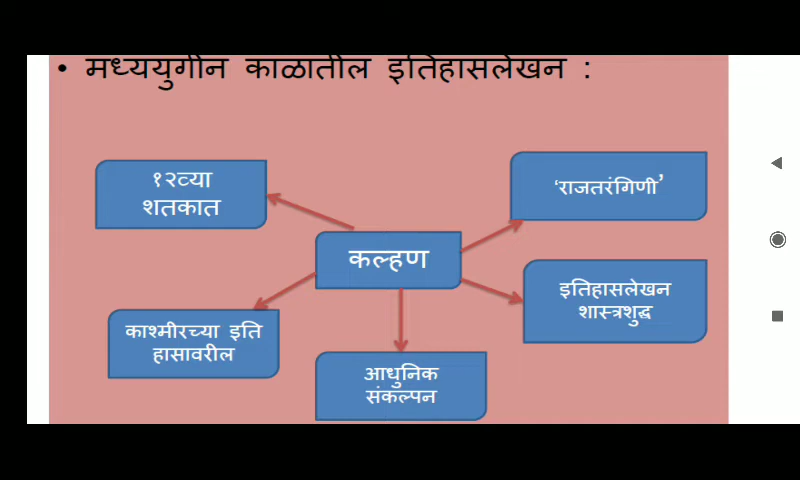 • मध्ययुगीन काळातील इतिहासलेखन :
१२व्या
शतकात
‘राजतरंगिणी’
कल्हण
इतिहासलेखन
शास्त्रशुद्ध
काश्मीरच्या इति
हासावरील
आधुनिक
संकल्पन